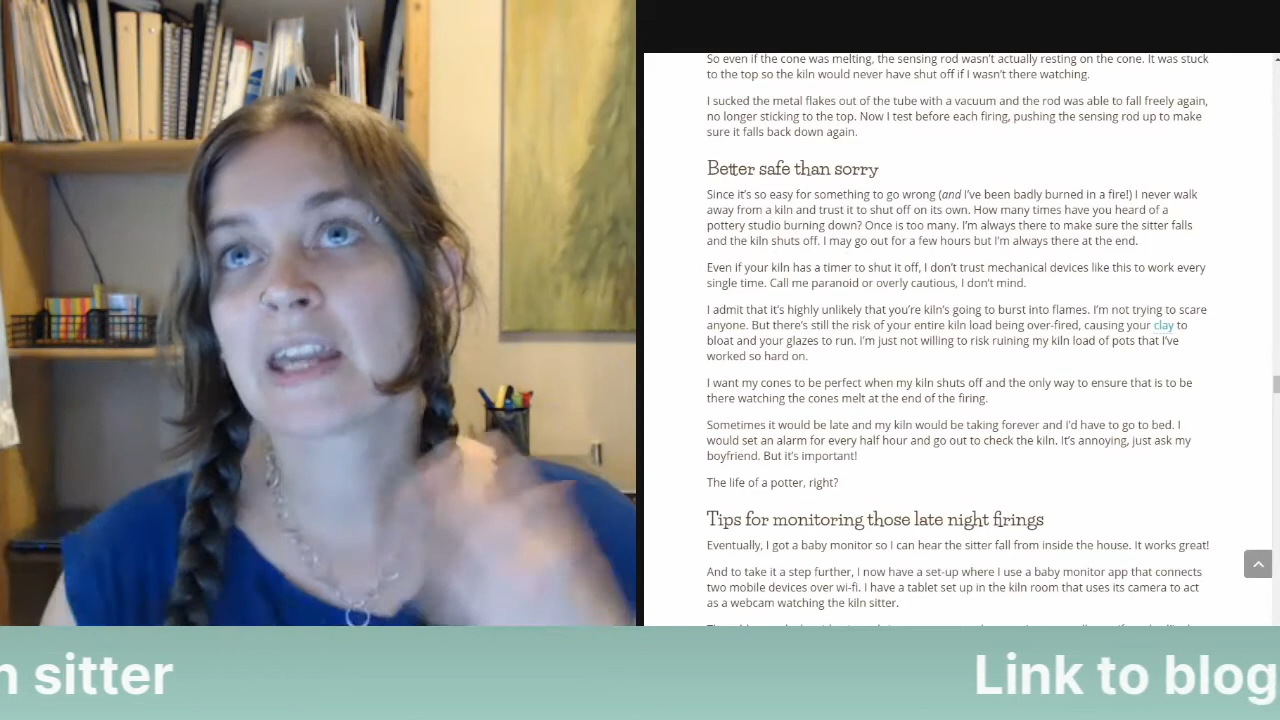 So even if the cone was melting, the sensing rod wasn't actually resting on the cone. It was stuck
to the top so the kiln would never have shut off if I wasn't there watching.
I sucked the metal flakes out of the tube with a vacuum and the rod was able to fall freely again,
no longer sticking to the top. Now I test before each firing, pushing the sensing rod up to make
sure it falls back down again.
Better safe than sorry
Since it's so easy for something to go wrong (and I've been badly burned in a fire!) I never walk
away from a kiln and trust it to shut off on its own. How many times have you heard of a
pottery studio burning down? Once is too many. I'm always there to make sure the sitter falls
and the kiln shuts off. I may go out for a few hours but I'm always there at the end.
Even if your kiln has a timer to shut it off, I don't trust mechanical devices like this to work every
single time. Call me paranoid or overly cautious, I don't mind.
I admit that it's highly unlikely that you're kiln's going to burst into flames. I'm not trying to scare
anyone. But there's still the risk of your entire kiln load being over-fired, causing your clay to
bloat and your glazes to run. I'm just not willing to risk ruining my kiln load of pots that I've
worked so hard on.
I want my cones to be perfect when my kiln shuts off and the only way to ensure that is to be
there watching the cones melt at the end of the firing.
Sometimes it would be late and my kiln would be taking forever and I'd have to go to bed. I
would set an alarm for every half hour and go out to check the kiln. It's annoying, just ask my
boyfriend. But it's important!
The life of a potter, right?
Tips for monitoring those late night firings
Eventually, I got a baby monitor so I can hear the sitter fall from inside the house. It works great!
And to take it a step further, I now have a set-up where I use a baby monitor app that connects
two mobile devices over wi-fi. I have a tablet set up in the kiln room that uses its camera to act
as a webcam watching the kiln sitter.
n sitter
Link to blog